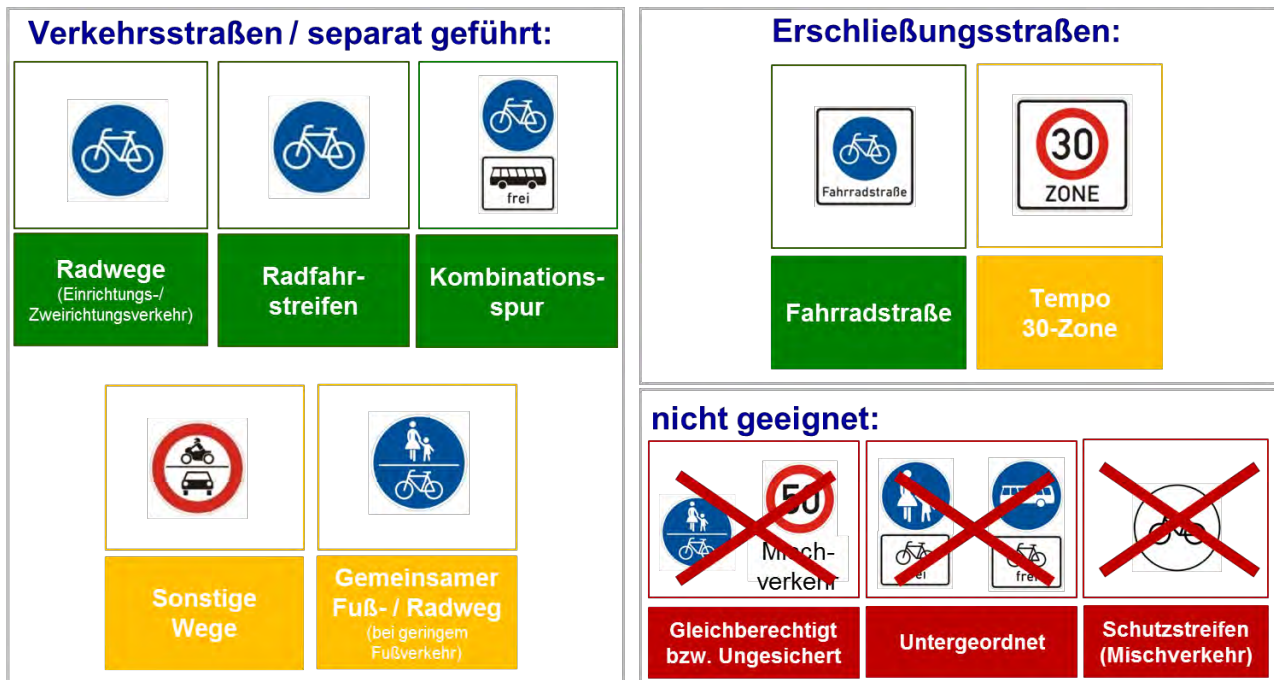 Verkehrsstraßen / separat geführt:
frei
Radwege
(Einrichtungs-/
Zweirichtungsverkehr)
Radfahr-
streifen
Kombinations-
spur
Sonstige
Wege
Gemeinsamer
Fuß- / Radweg
(bei geringem
Fußverkehr)
Erschließungsstraßen:
Fahrradstraße
30
ZONE
Fahrradstraße
Tempo
30-Zone
nicht geeignet:
50
Misch-
verkehr
frei
frei
Gleichberechtigt
bzw. Ungesichert
Untergeordnet
Schutzstreifen
(Mischverkehr)